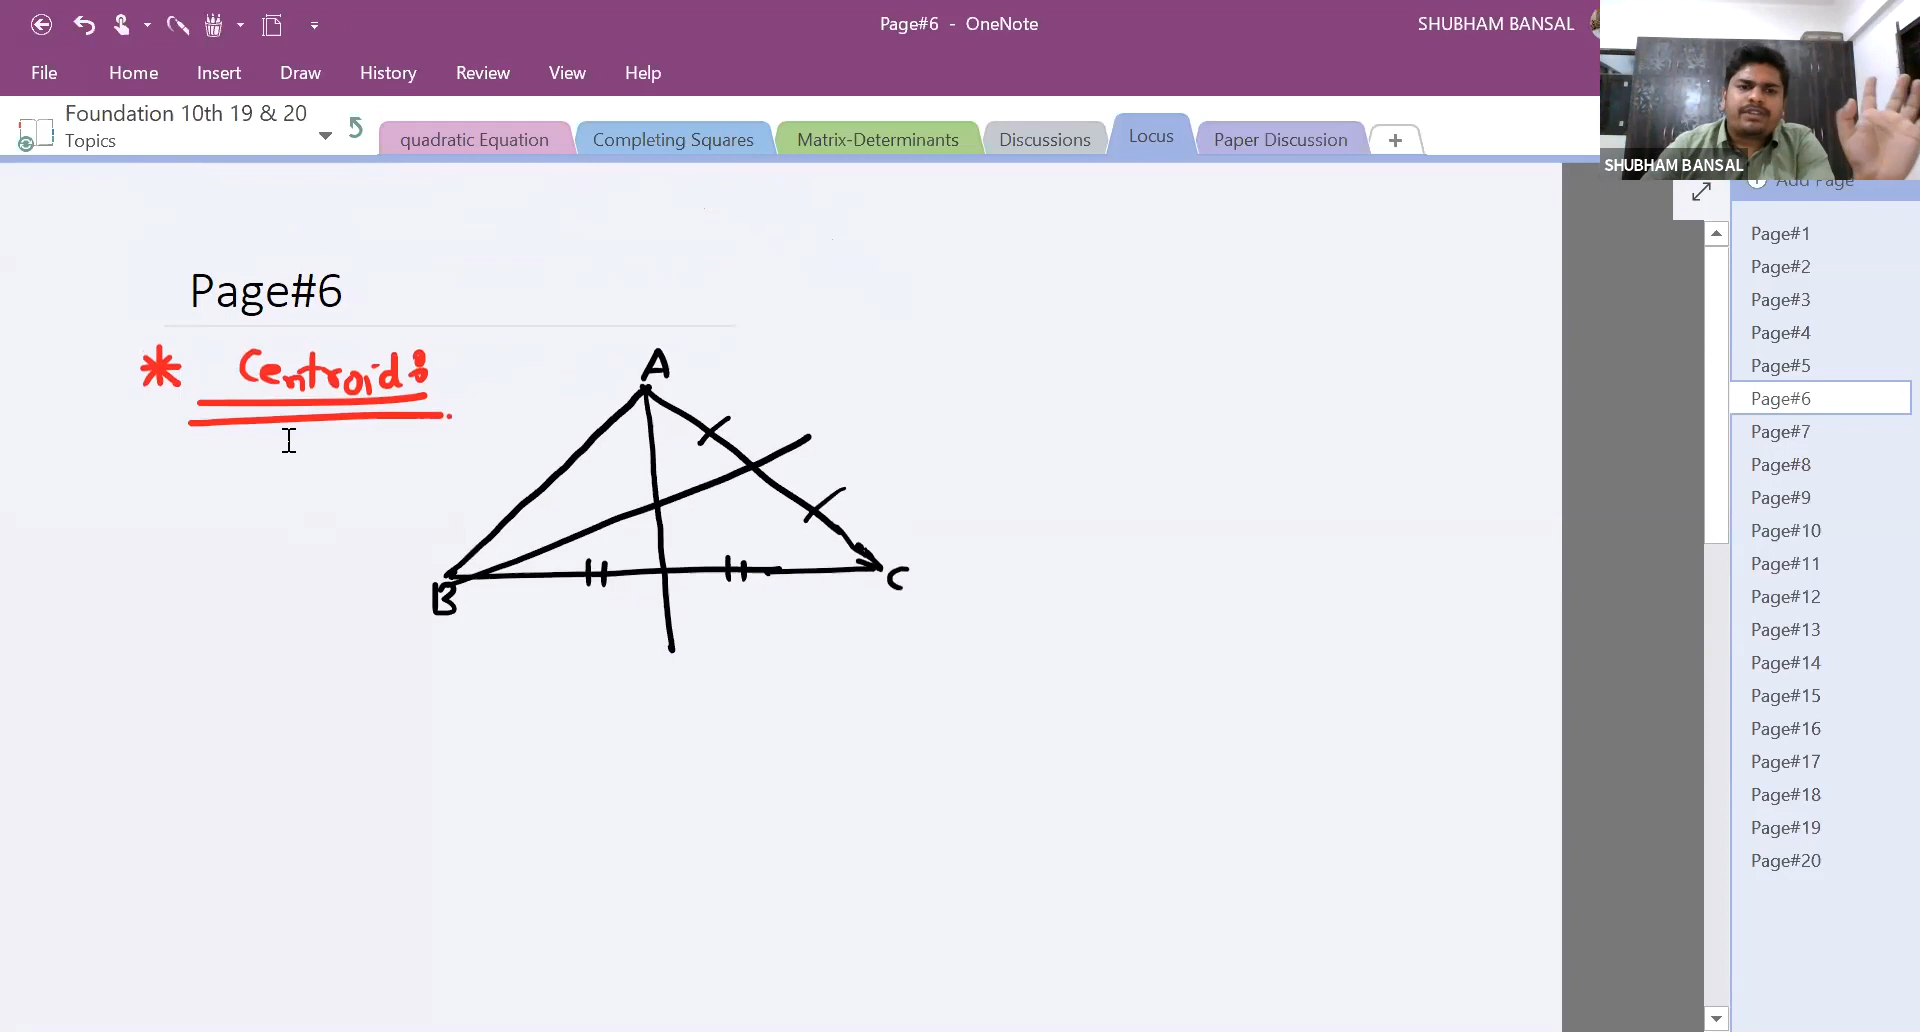 Page#6 - OneNote
SHUBHAM BANSAL
File Home Insert Draw History Review View Help
Foundation 10th 19 & 20
Topics
quadratic Equation
Completing Squares
Matrix-Determinants
Discussions
Locus
Paper Discussion
+
SHUBHAM BANSAL
Add Page
Page#1
Page#2
Page#3
Page#4
Page#5
Page#6
Page#7
Page#8
Page#9
Page#10
Page#11
Page#12
Page#13
Page#14
Page#15
Page#16
Page#17
Page#18
Page#19
Page#20
Page#6
* Centroid:
A
B
C